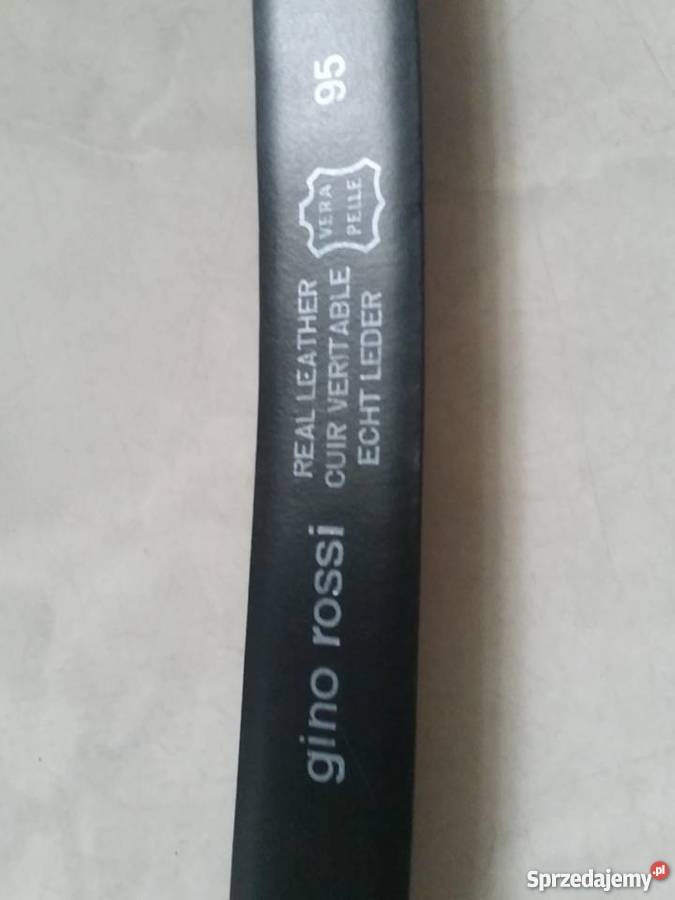 gino rossi
REAL LEATHER
CUIR VERITABLE
ECHT LEDER
VERA
PELLE
95
Sprzedajemy.pl